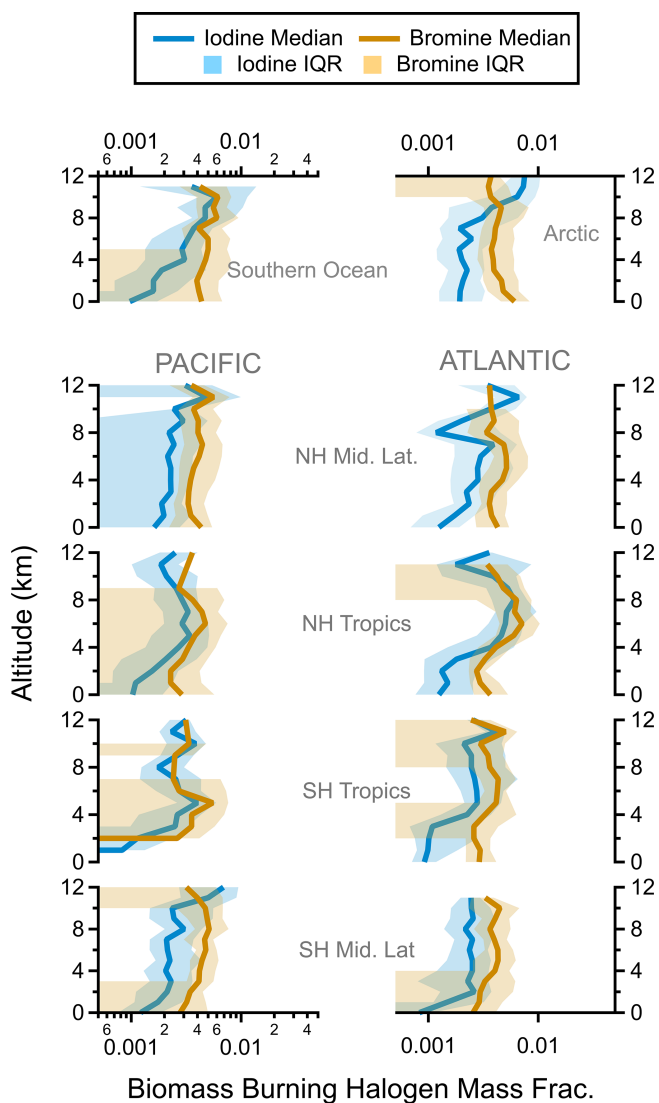 Iodine Median Bromine Median
Iodine IQR Bromine IQR
0.001 0.01 0.001 0.01
6 2 4 6 2 4
12
12
8
8
Arctic
4
4
Southern Ocean
0
0
PACIFIC ATLANTIC
12
12
8
8
NH Mid. Lat.
4
4
0
0
12
12
8
8
NH Tropics
4
4
0
0
12
12
8
8
SH Tropics
4
4
0
0
12
12
8
8
SH Mid. Lat
4
4
0
0
Altitude (km)
6 2 4 6 2 4
0.001 0.01 0.001 0.01
Biomass Burning Halogen Mass Frac.